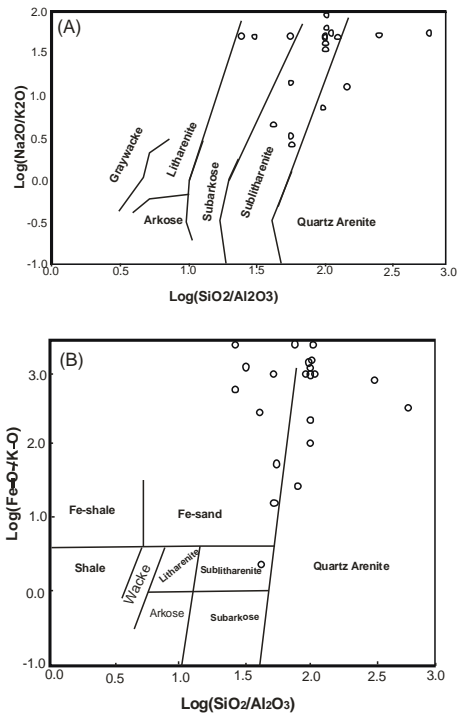 (A)
2.0
1.5
1.0
0.5
0.0
-0.5
-1.0
Log(Na2O/K2O)
Graywacke
Litharenite
Arkose
Subarkose
Sublitharenite
Quartz Arenite
0.0 0.5 1.0 1.5 2.0 2.5 3.0
Log(SiO2/Al2O3)
(B)
3.0
2.0
1.0
0.0
-1.0
Fe-shale
Fe-sand
Shale
Wacke
Litharenite
Sublitharenite
Quartz Arenite
Arkose
Subarkose
0.0 0.5 1.0 1.5 2.0 2.5 3.0
Log(SiO₂/Al₂O₃)